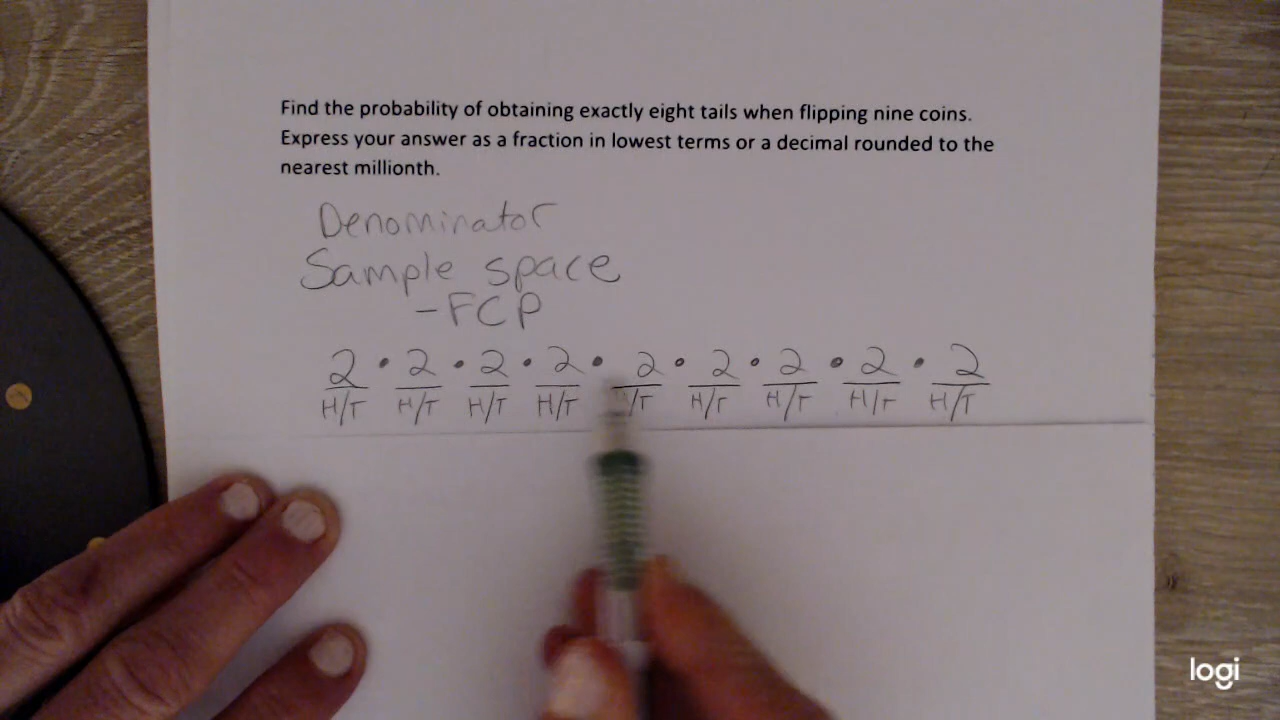 Find the probability of obtaining exactly eight tails when flipping nine coins.
Express your answer as a fraction in lowest terms or a decimal rounded to the
nearest millionth.
Denominator
Sample space
-FCP
2 • 2 • 2 • 2 • 2 • 2 • 2 • 2 • 2
H/T H/T H/T H/T H/T H/T H/T H/T H/T
logi